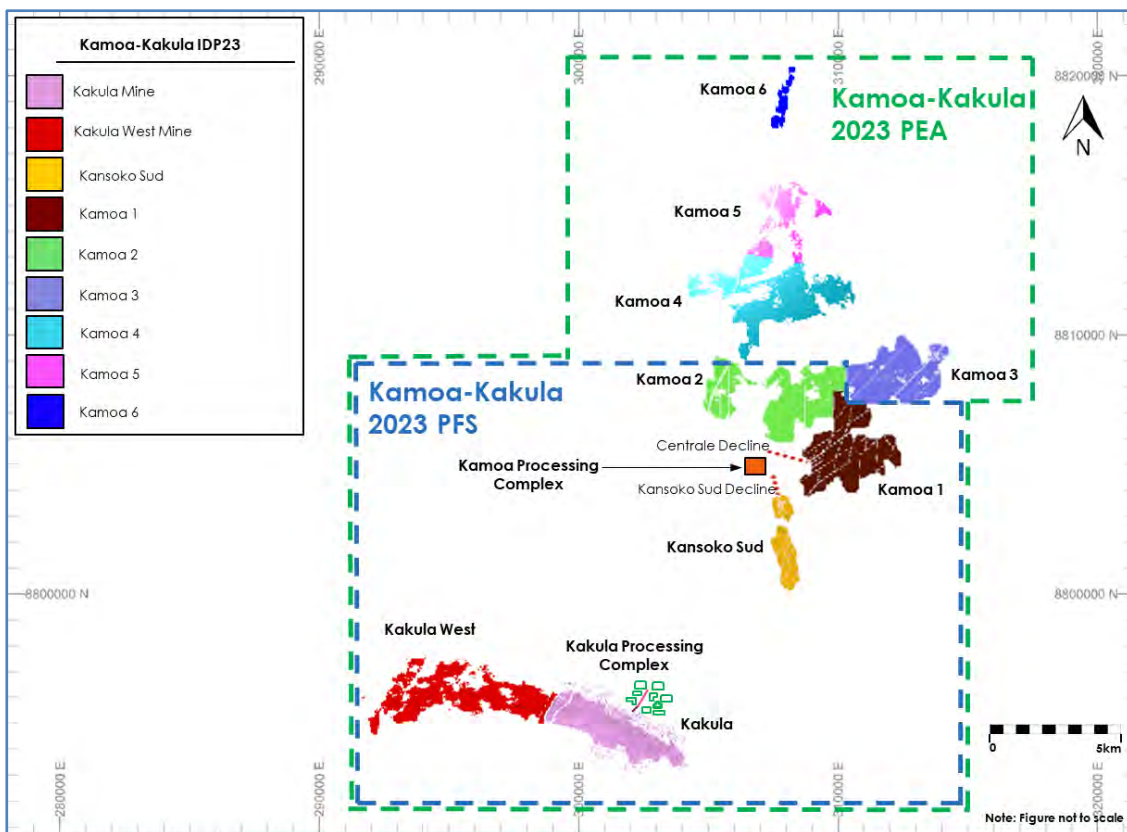 Kamoa-Kakula IDP23
Kakula Mine
Kakula West Mine
Kansoko Sud
Kamoa 1
Kamoa 2
Kamoa 3
Kamoa 4
Kamoa 5
Kamoa 6
290000 E
300000 E
310000 E
8820000 N
Kamoa 6
Kamoa-Kakula
2023 PEA
N
Kamoa 5
Kamoa 4
8810000 N
Kamoa 2
Kamoa 3
Kamoa-Kakula
2023 PFS
Centrale Decline
Kamoa Processing
Complex
Kansoko Sud Decline
Kamoa 1
Kansoko Sud
8800000 N
8800000 N
Kakula West
Kakula Processing
Complex
Kakula
0
5km
280000 E
290000 E
300000 E
310000 E
320000 E
Note: Figure not to scale